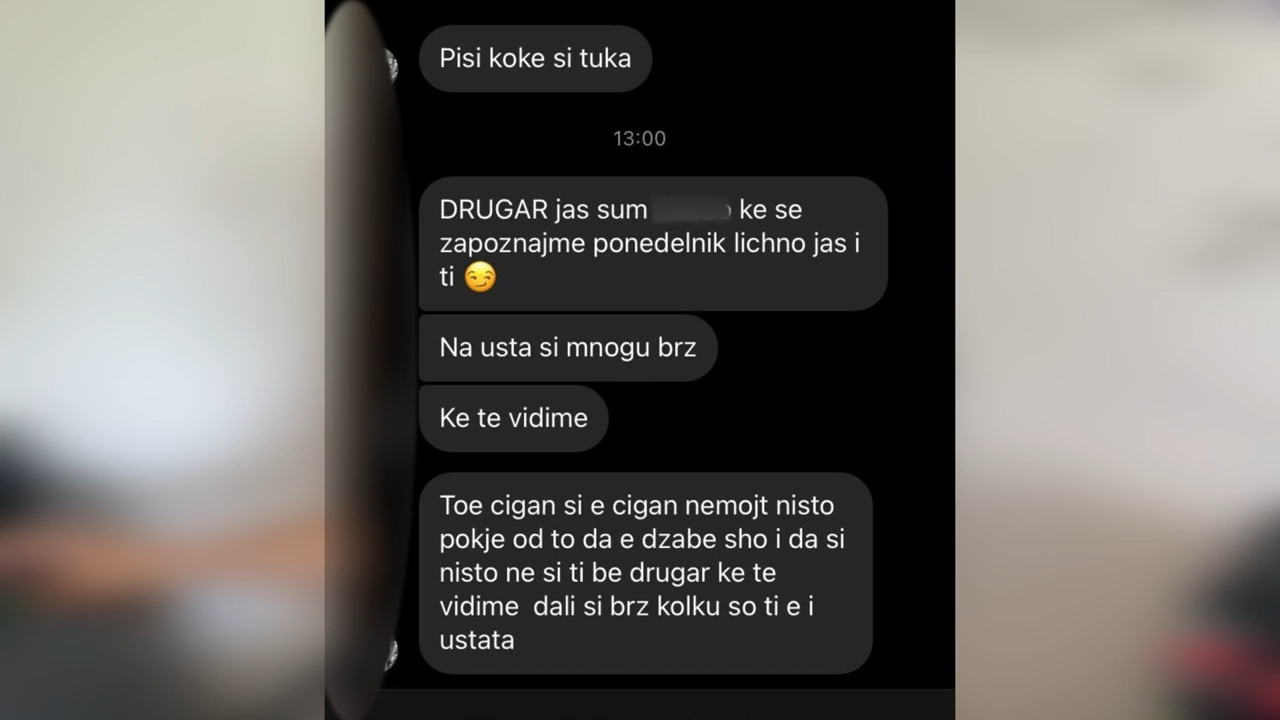 Pisi koke si tuka
13:00
DRUGAR jas sum ke se
zapoznajme ponedelnik lichno jas i
ti 😏
Na usta si mnogu brz
Ke te vidime
Toe cigan si e cigan nemojt nisto
pokje od to da e dzabe sho i da si
nisto ne si ti be drugar ke te
vidime dali si brz kolku so ti e i
ustata